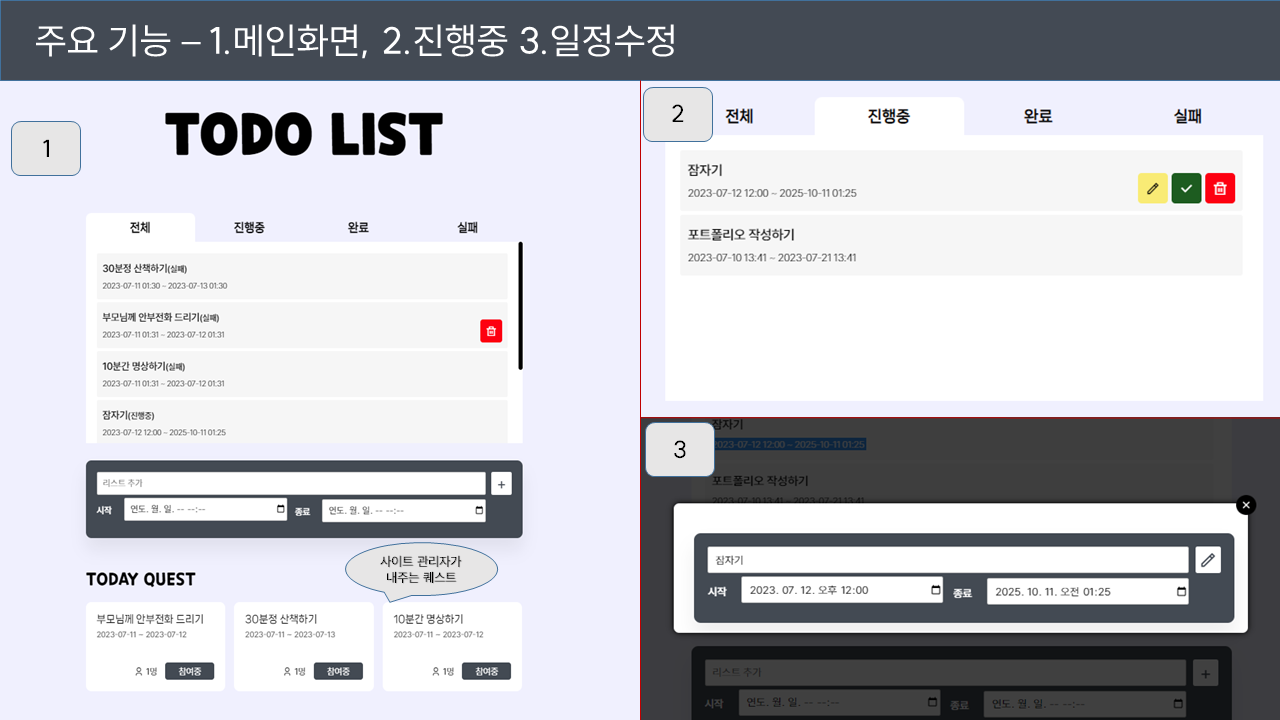 주요 기능 – 1.메인화면, 2.진행중 3.일정수정
1
TODO LIST
전체 진행중 완료 실패
30분정 산책하기(실패)
2023-07-11 01:30 ~ 2023-07-13 01:30
부모님께 안부전화 드리기(실패)
2023-07-11 01:31 ~ 2023-07-12 01:31
10분간 명상하기(실패)
2023-07-11 01:31 ~ 2023-07-12 01:31
잠자기(진행중)
2023-07-12 12:00 ~ 2025-10-11 01:25
리스트 추가 +
시작 연도. 월. 일. -- --:-- 종료 연도. 월. 일. -- --:--
사이트 관리자가
내주는 퀘스트
TODAY QUEST
부모님께 안부전화 드리기
2023-07-11 ~ 2023-07-12
1명 참여중
30분정 산책하기
2023-07-11 ~ 2023-07-13
1명 참여중
10분간 명상하기
2023-07-11 ~ 2023-07-12
1명 참여중
2
전체 진행중 완료 실패
잠자기
2023-07-12 12:00 ~ 2025-10-11 01:25
포트폴리오 작성하기
2023-07-10 13:41 ~ 2023-07-21 13:41
3
잠자기
2023-07-12 12:00 ~ 2025-10-11 01:25
포트폴리오 작성하기
2023-07-10 13:41 ~ 2023-07-21 13:41
잠자기
시작 2023. 07. 12. 오후 12:00 종료 2025. 10. 11. 오전 01:25
리스트 추가 +
시작 연도. 월. 일. -- --:-- 종료 연도. 월. 일. -- --:--